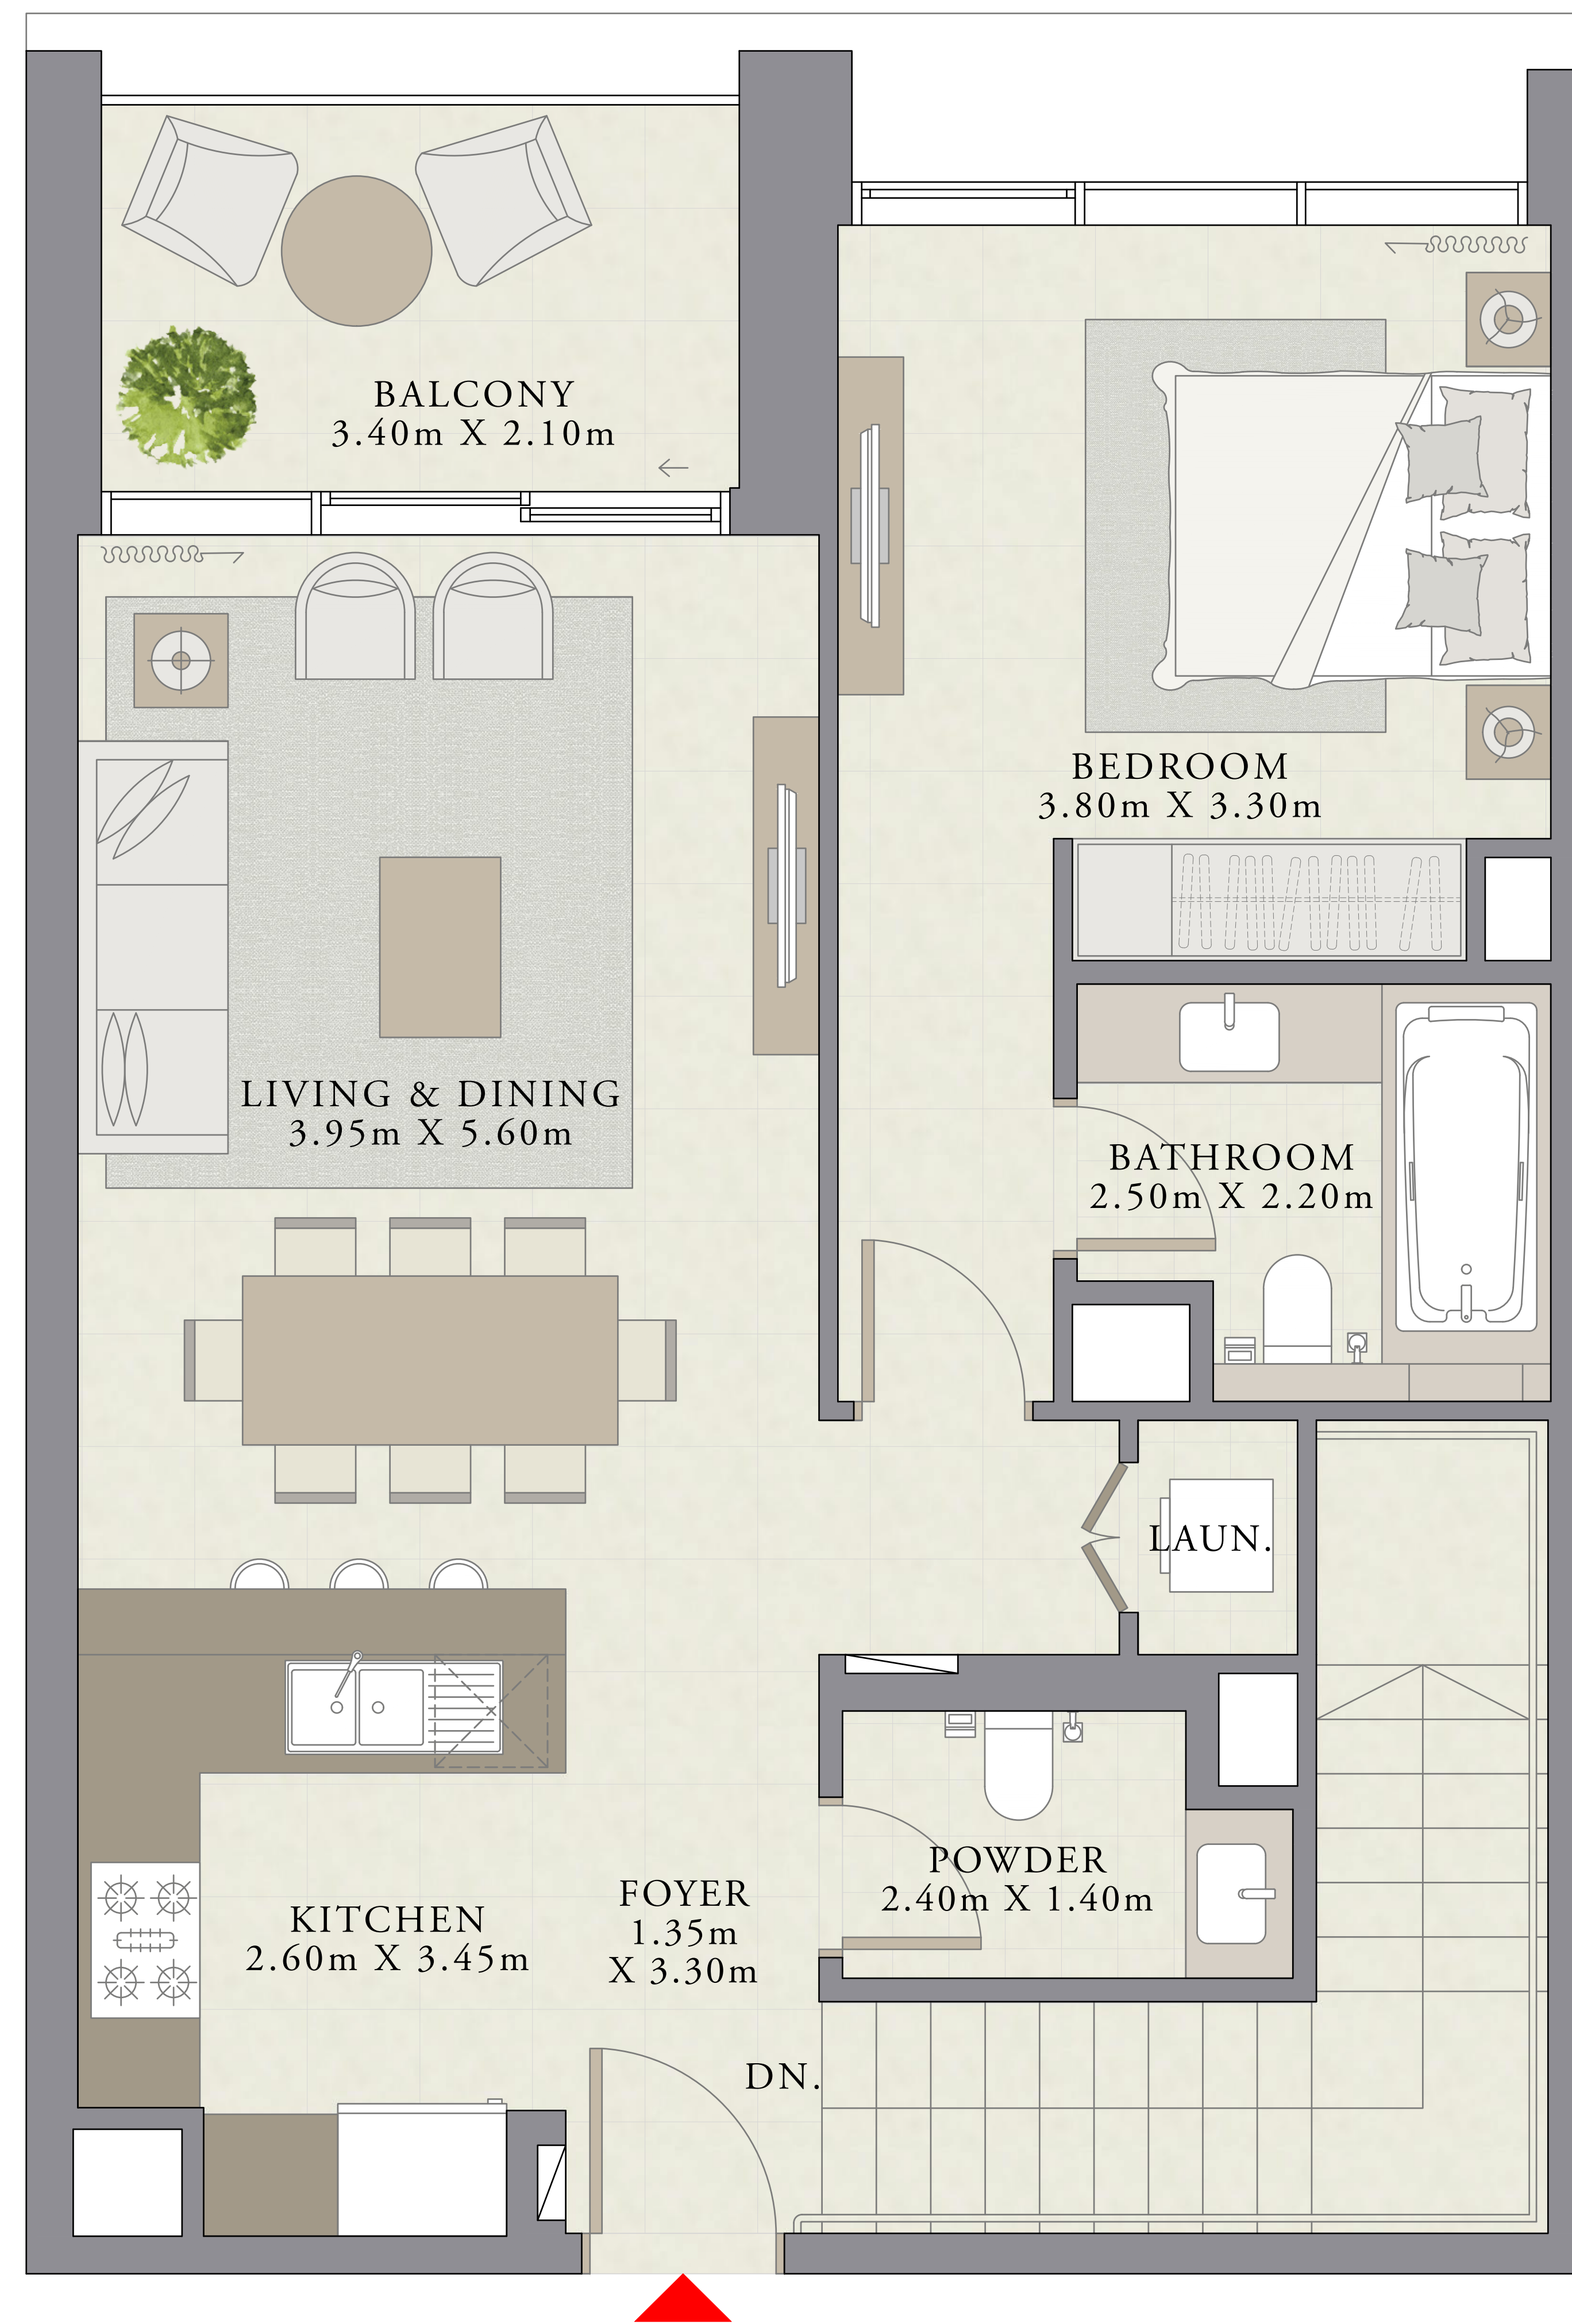 BALCONY
3.40m X 2.10m
BEDROOM
3.80m X 3.30m
LIVING & DINING
3.95m X 5.60m
BATHROOM
2.50m X 2.20m
LAUN.
POWDER
2.40m X 1.40m
FOYER
1.35m
X 3.30m
KITCHEN
2.60m X 3.45m
DN.